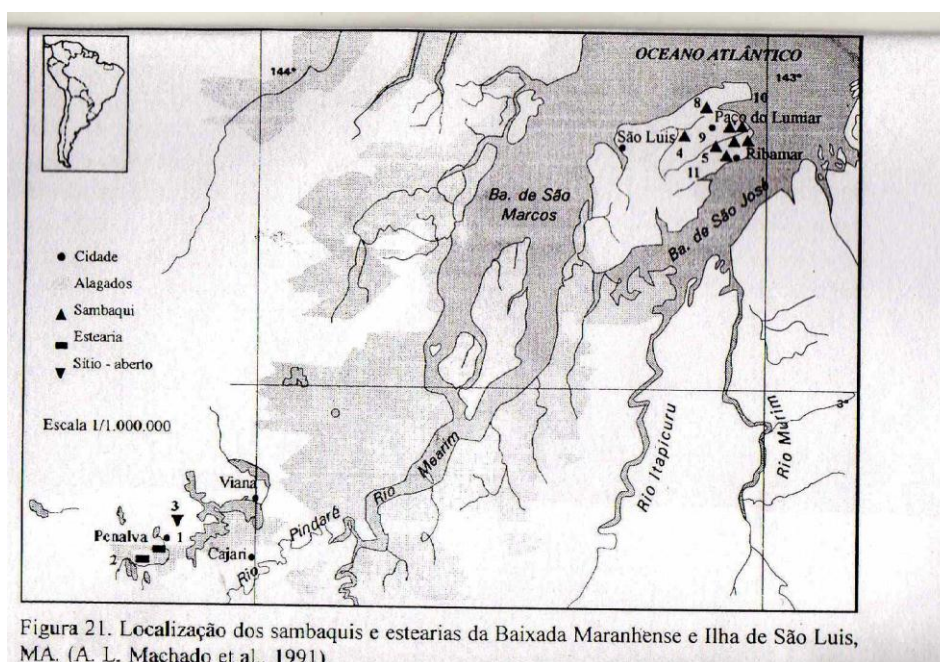 OCEANO ATLÂNTICO
144°
143°
8
10
Paço do Lumiar
São Luis
9
4
5
Ribamar
11
Ba. de São
Marcos
Ba. de São José
Cidade
Alagados
Sambaqui
Estearia
Sítio - aberto
Escala 1/1.000.000
3°
Rio Mearim
Rio Itapicuru
Rio Murim
Viana
3
Penalva
1
2
Cajari
Rio Pindaré
Figura 21. Localização dos sambaquis e estearias da Baixada Maranhense e Ilha de São Luis,
MA. (A. L. Machado et al., 1991)